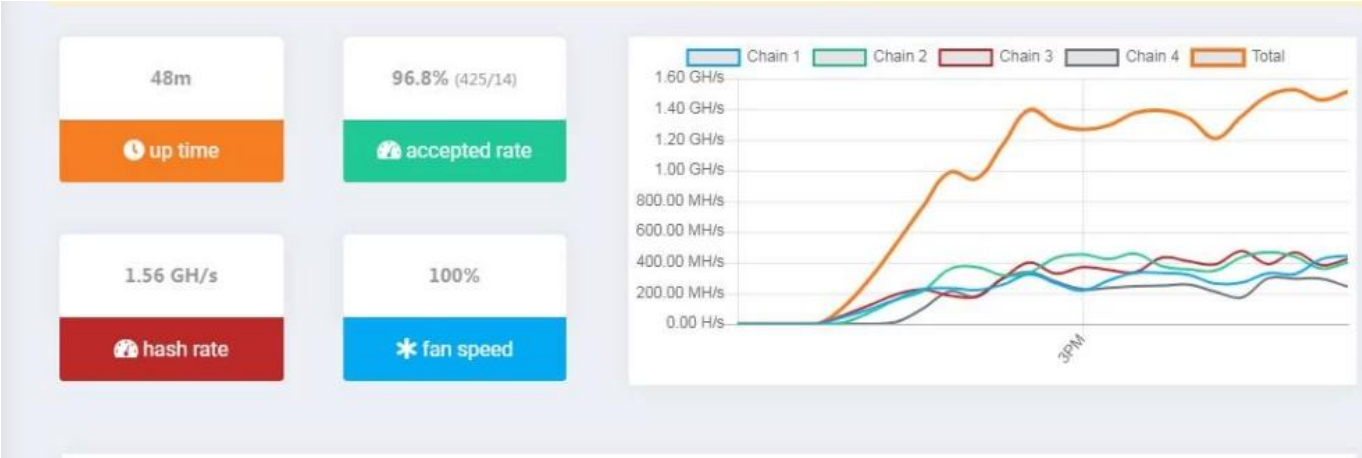 48m
up time
96.8% (425/14)
accepted rate
1.56 GH/s
hash rate
100%
fan speed
Chain 1 Chain 2 Chain 3 Chain 4 Total
1.60 GH/s
1.40 GH/s
1.20 GH/s
1.00 GH/s
800.00 MH/s
600.00 MH/s
400.00 MH/s
200.00 MH/s
0.00 H/s
3PM